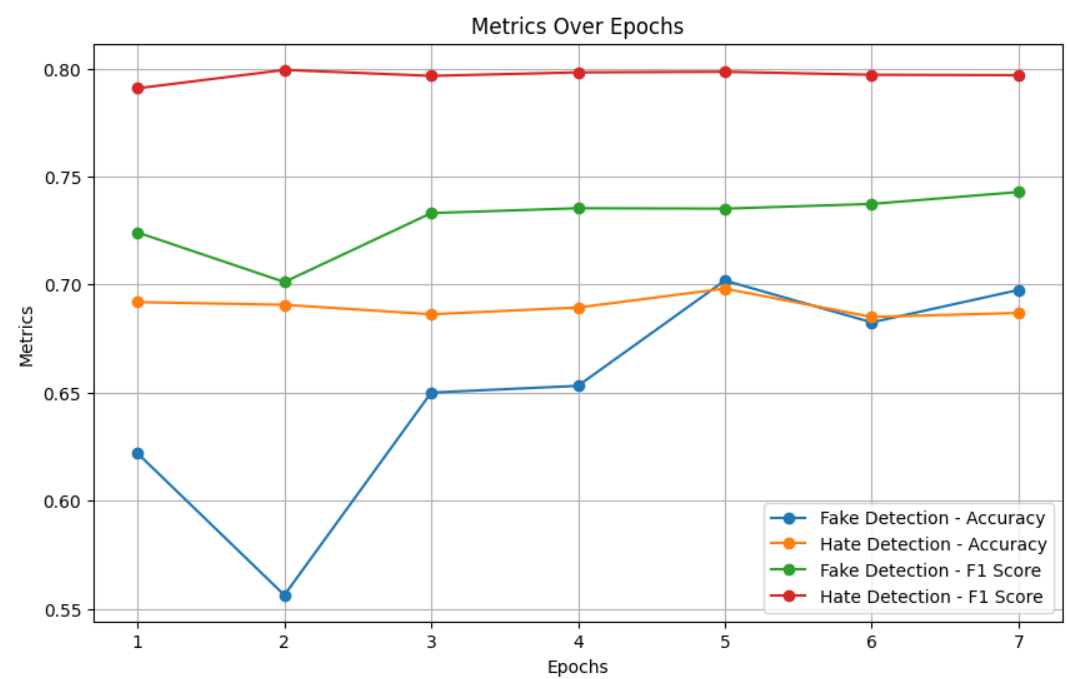 Metrics Over Epochs
0.80
0.75
0.70
0.65
0.60
0.55
Metrics
1 2 3 4 5 6 7
Epochs
Fake Detection - Accuracy
Hate Detection - Accuracy
Fake Detection - F1 Score
Hate Detection - F1 Score